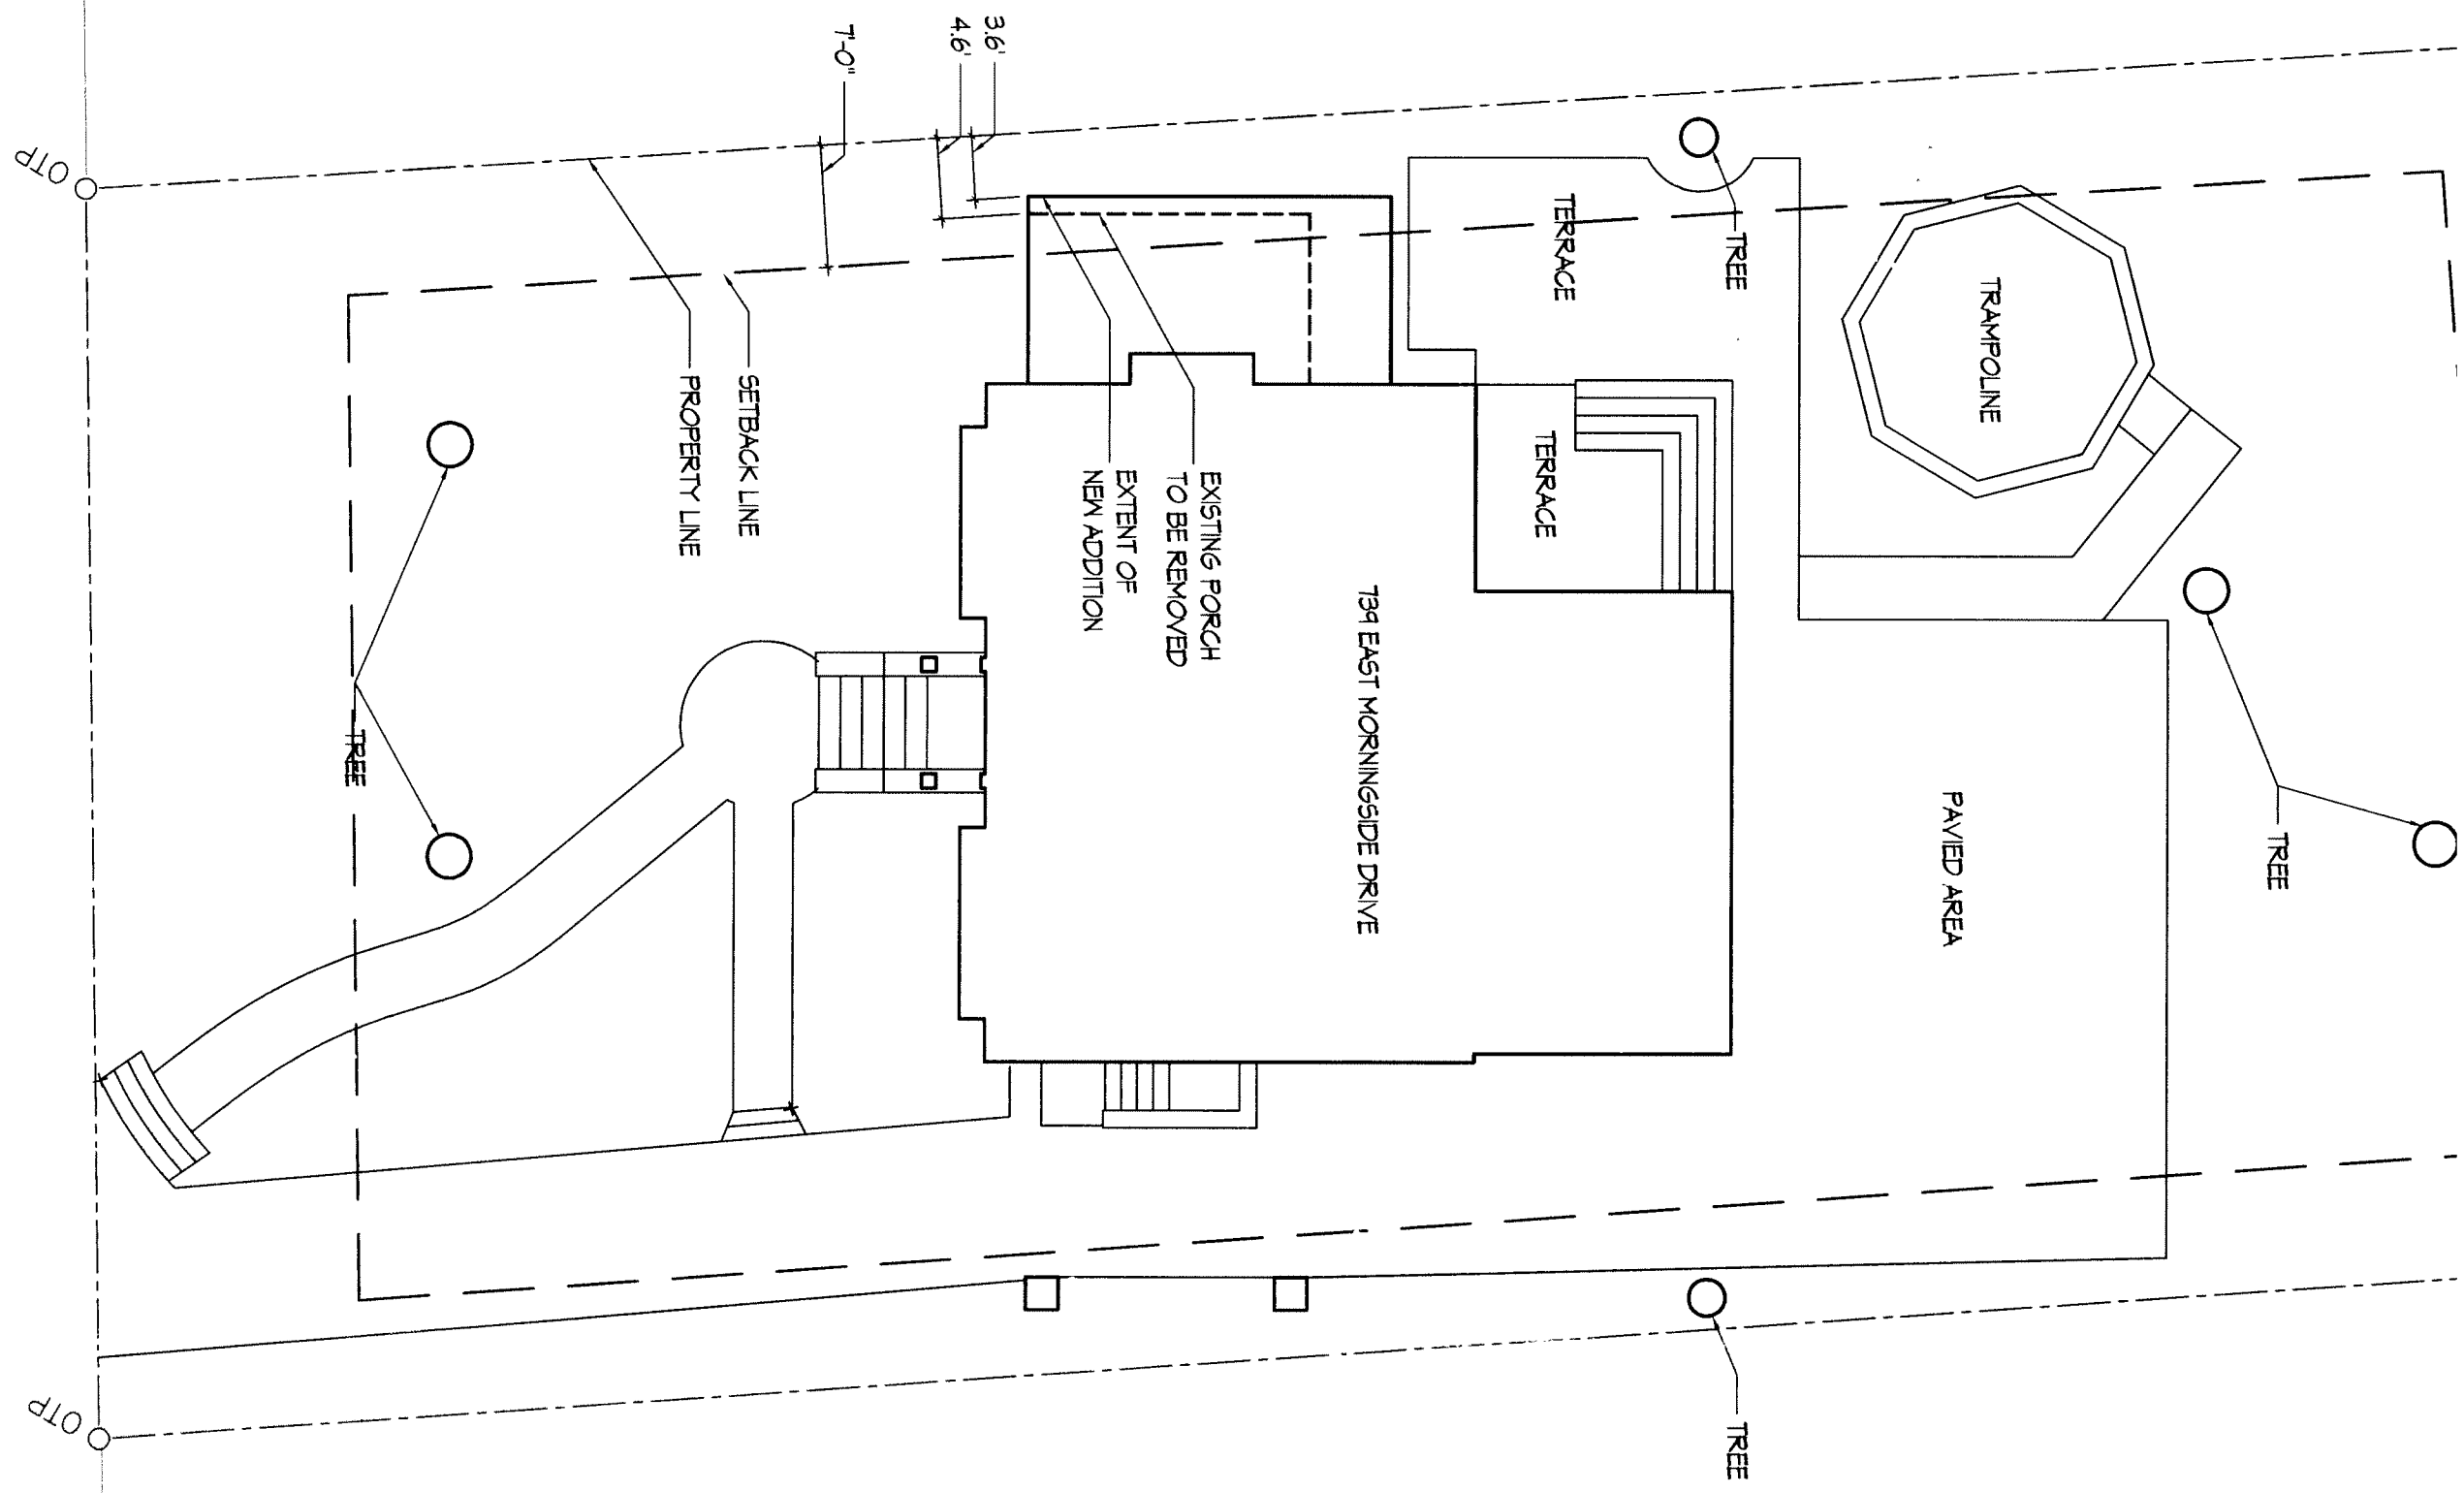 3.6'
4.6'
7'-0"
OTP
TREE
TERRACE
TRAMPOLINE
TERRACE
SETBACK LINE
PROPERTY LINE
EXISTING PORCH
TO BE REMOVED
EXTENT OF
NEW ADDITION
739 EAST MORNINGSIDE DRIVE
TREE
PAVIED AREA
TREE
OTP
TREE